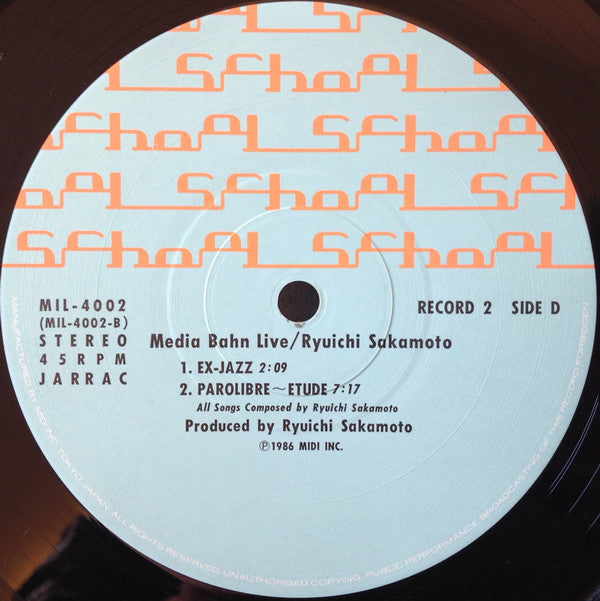 School
School School
School School
School School Sch
School School
MIL-4002
(MIL-4002-B)
STEREO
45RPM
JARRAC
RECORD 2 SIDE D
Media Bahn Live/Ryuichi Sakamoto
1. EX-JAZZ 2:09
2. PAROLIBRE~ETUDE 7:17
All Songs Composed by Ryuichi Sakamoto
Produced by Ryuichi Sakamoto
Ⓟ1986 MIDI INC.
MANUFACTURED BY MIDI INC. TOKYO, JAPAN. ALL RIGHTS RESERVED. UNAUTHORISED COPYING, PUBLIC PERFORMANCE BROADCASTING OF THIS RECORD FORBIDDEN